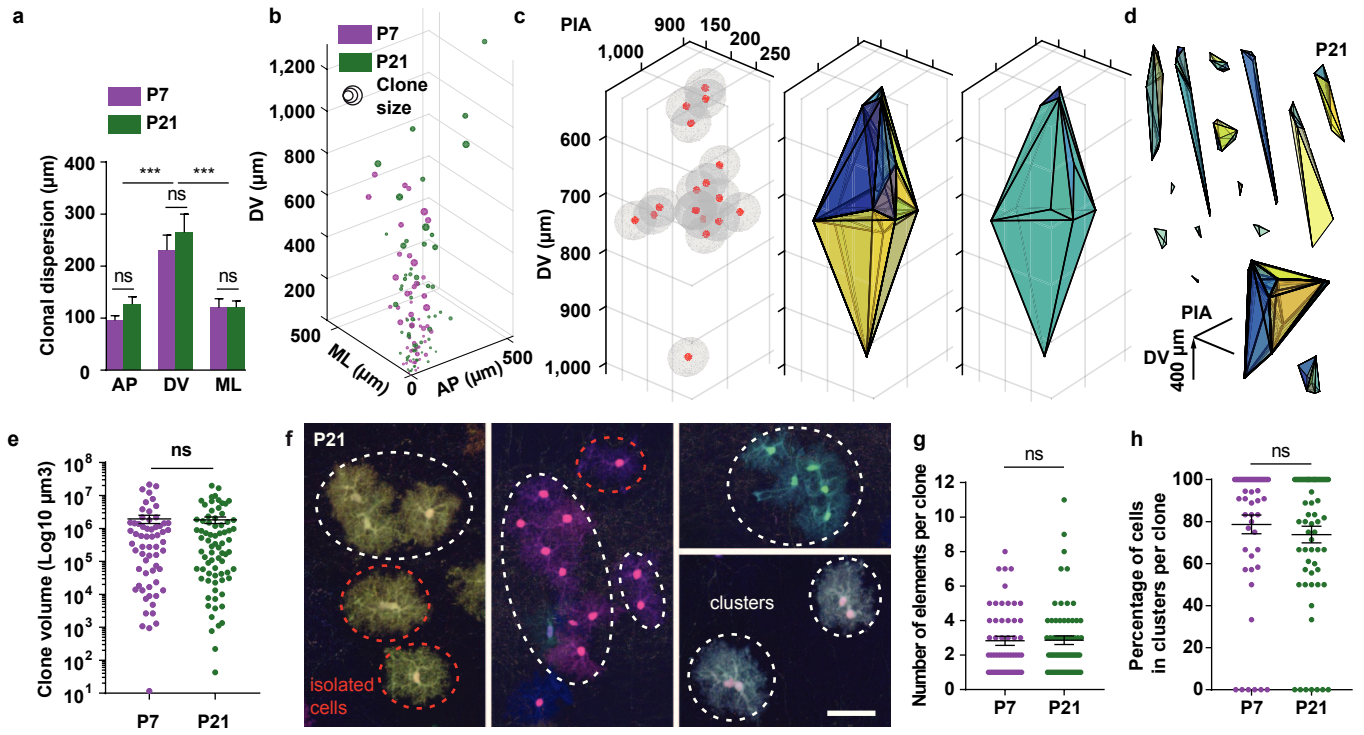 a
P7
P21
Clonal dispersion (µm)
400
300
200
100
0
***
***
ns
ns
ns
AP
DV
ML
b
P7
P21
Clone size
DV (µm)
1,200
1,000
800
600
400
200
500
ML (µm)
0
AP (µm)
500
c
PIA
1,000
900
150
200
250
DV (µm)
600
700
800
900
1,000
d
P21
PIA
DV
400 µm
e
ns
Clone volume (Log10 µm3)
10⁸
10⁷
10⁶
10⁵
10⁴
10³
10²
10¹
P7
P21
f
P21
isolated cells
clusters
g
ns
Number of elements per clone
12
10
8
6
4
2
0
P7
P21
h
ns
Percentage of cells in clusters per clone
100
80
60
40
20
0
P7
P21